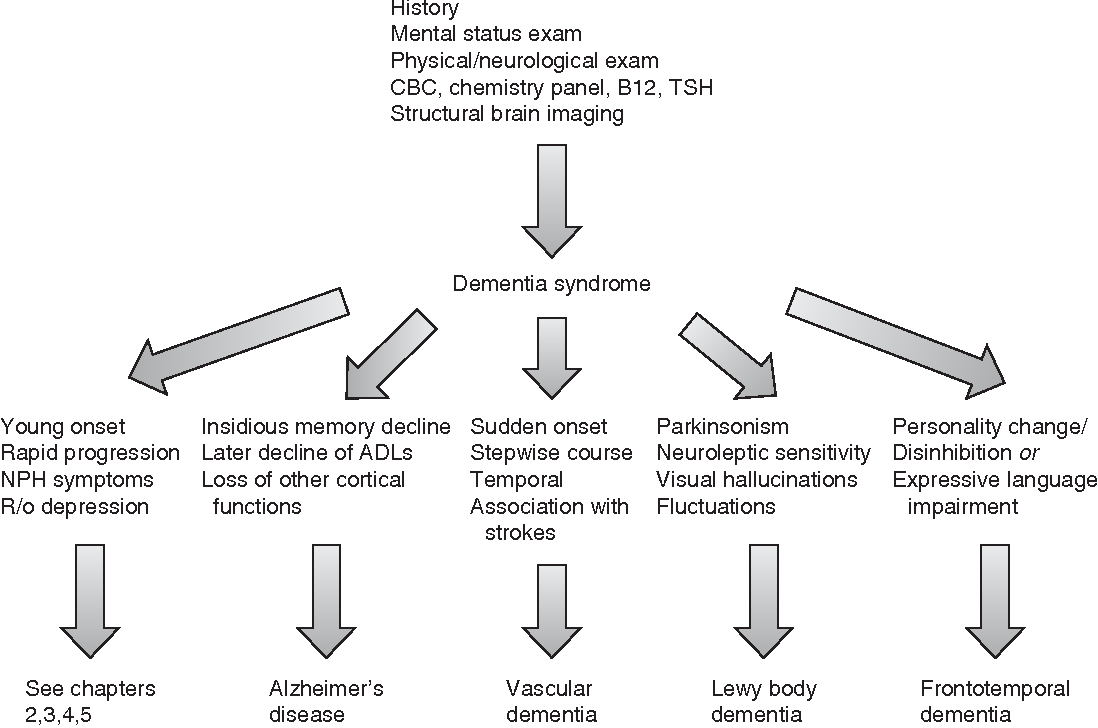 History
Mental status exam
Physical/neurological exam
CBC, chemistry panel, B12, TSH
Structural brain imaging
Dementia syndrome
Young onset
Rapid progression
NPH symptoms
R/o depression
Insidious memory decline
Later decline of ADLs
Loss of other cortical
functions
Sudden onset
Stepwise course
Temporal
Association with
strokes
Parkinsonism
Neuroleptic sensitivity
Visual hallucinations
Fluctuations
Personality change/
Disinhibition or
Expressive language
impairment
See chapters
2,3,4,5
Alzheimer's
disease
Vascular
dementia
Lewy body
dementia
Frontotemporal
dementia